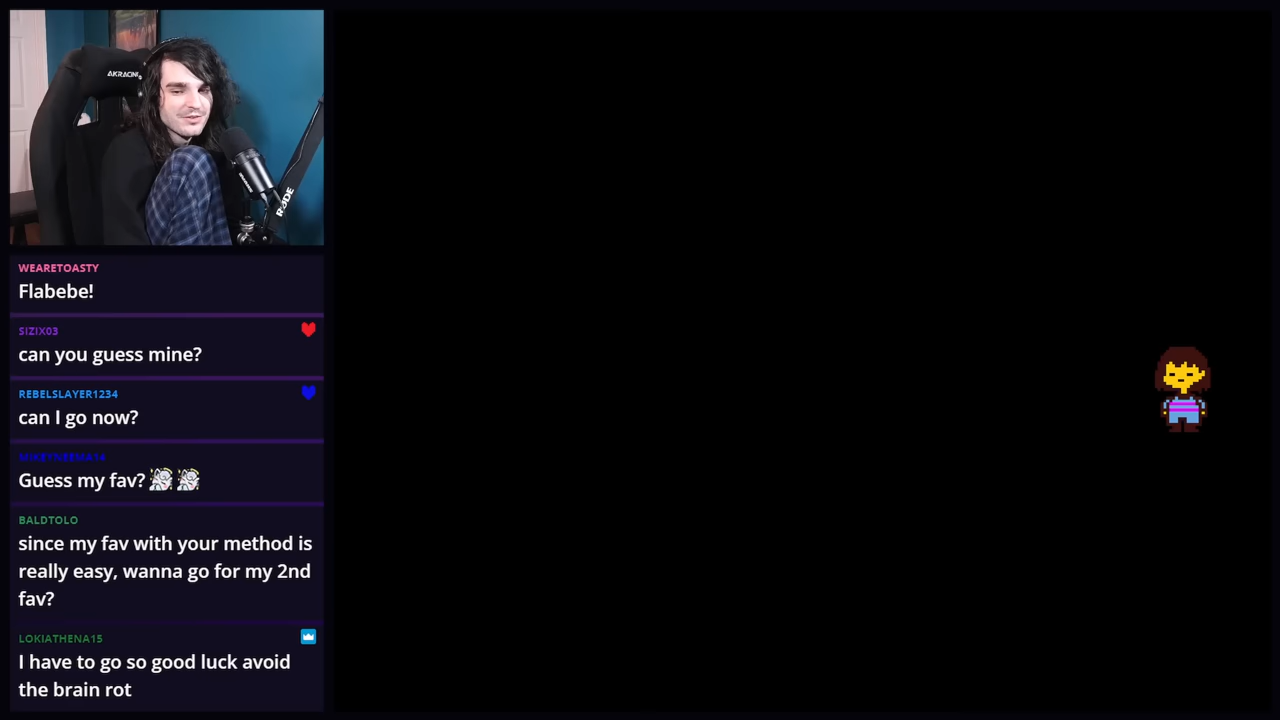 AKRACING
RØDE
WEARETOASTY
Flabebe!
SIZIX03
can you guess mine?
REBELSLAYER1234
can I go now?
Guess my fav?
BALDTOLO
since my fav with your method is
really easy, wanna go for my 2nd
fav?
LOKIATHENA15
I have to go so good luck avoid
the brain rot